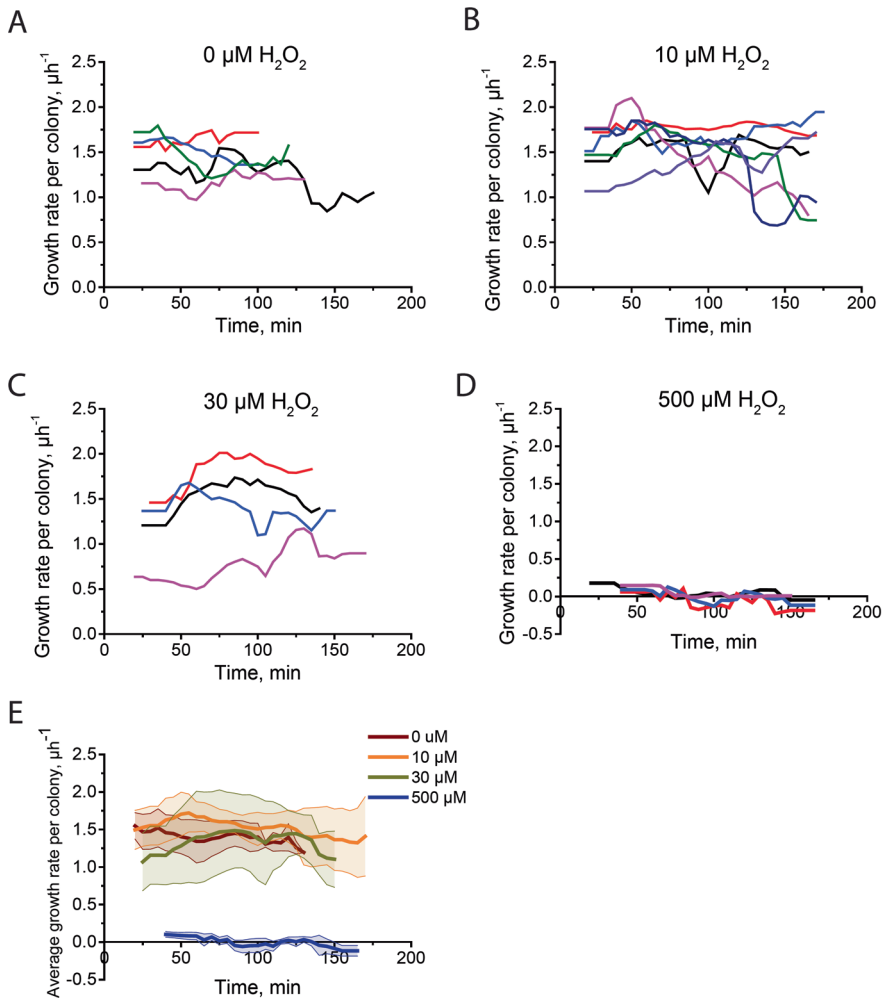 A
0 µM H2O2
Growth rate per colony, µh-1
2.5
2.0
1.5
1.0
0.5
0.0
0 50 100 150 200
Time, min
B
10 µM H2O2
Growth rate per colony, µh-1
2.5
2.0
1.5
1.0
0.5
0.0
0 50 100 150 200
Time, min
C
30 µM H2O2
Growth rate per colony, µh-1
2.5
2.0
1.5
1.0
0.5
0.0
0 50 100 150 200
Time, min
D
500 µM H2O2
Growth rate per colony, µh-1
2.5
2.0
1.5
1.0
0.5
0.0
-0.5
0 50 100 150 200
Time, min
E
Average growth rate per colony, µh-1
2.5
2.0
1.5
1.0
0.5
0.0
-0.5
0 50 100 150 200
Time, min
0 uM
10 µM
30 µM
500 µM